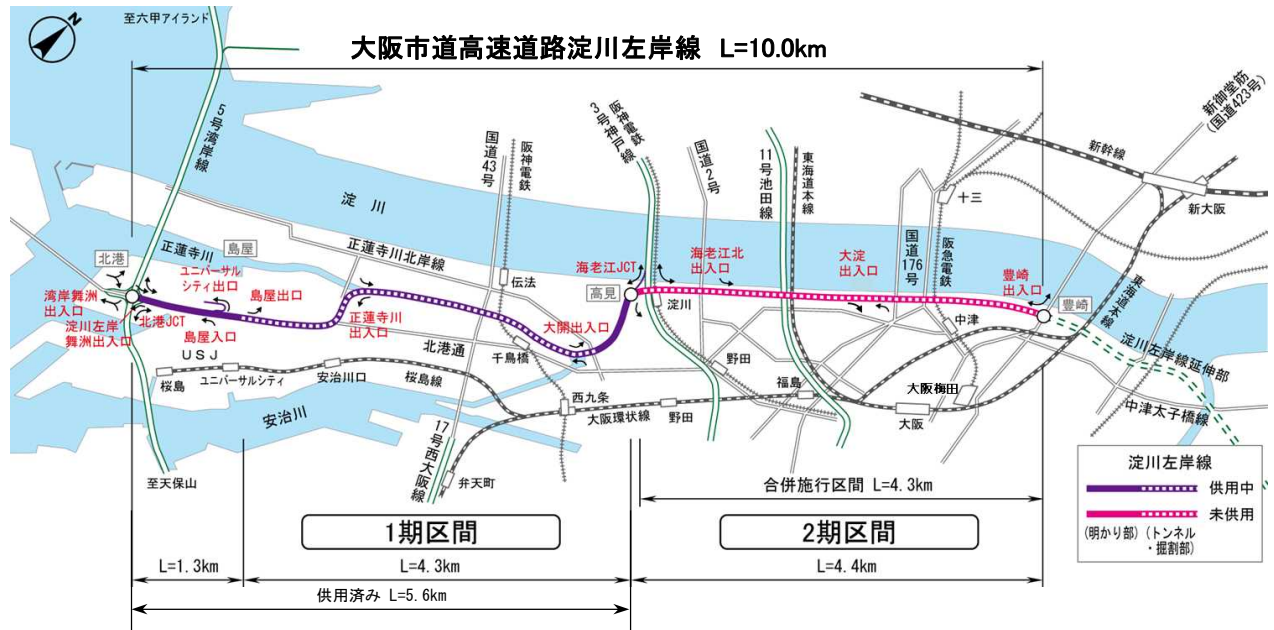 N
至六甲アイランド
大阪市道高速道路淀川左岸線 L=10.0km
5号湾岸線
国道43号
阪神電鉄
3号神戸線
阪神電鉄
国道2号
11号池田線
東海道本線
国道176号
阪急電鉄
十三
新幹線
新御堂筋
(国道423号)
新大阪
東海道本線
淀川
正蓮寺川
島屋
正蓮寺川北岸線
北港
ユニバーサル
シティ出口
島屋出口
湾岸舞洲
出入口
淀川左岸
舞洲出入口
北港JCT
島屋入口
正蓮寺川
出入口
伝法
海老江JCT
高見
大開出入口
海老江北
出入口
淀川
大淀
出入口
豊崎
出入口
豊崎
中津
淀川左岸線延伸部
中津太子橋線
USJ
桜島
ユニバーサルシティ
安治川口
桜島線
北港通
千鳥橋
西九条
大阪環状線
野田
野田
福島
大阪梅田
大阪
安治川
17号西大阪線
弁天町
至天保山
合併施行区間 L=4.3km
1期区間
2期区間
L=1.3km
L=4.3km
L=4.4km
供用済み L=5.6km
淀川左岸線
供用中
未供用
(明かり部)
(トンネル
・掘割部)